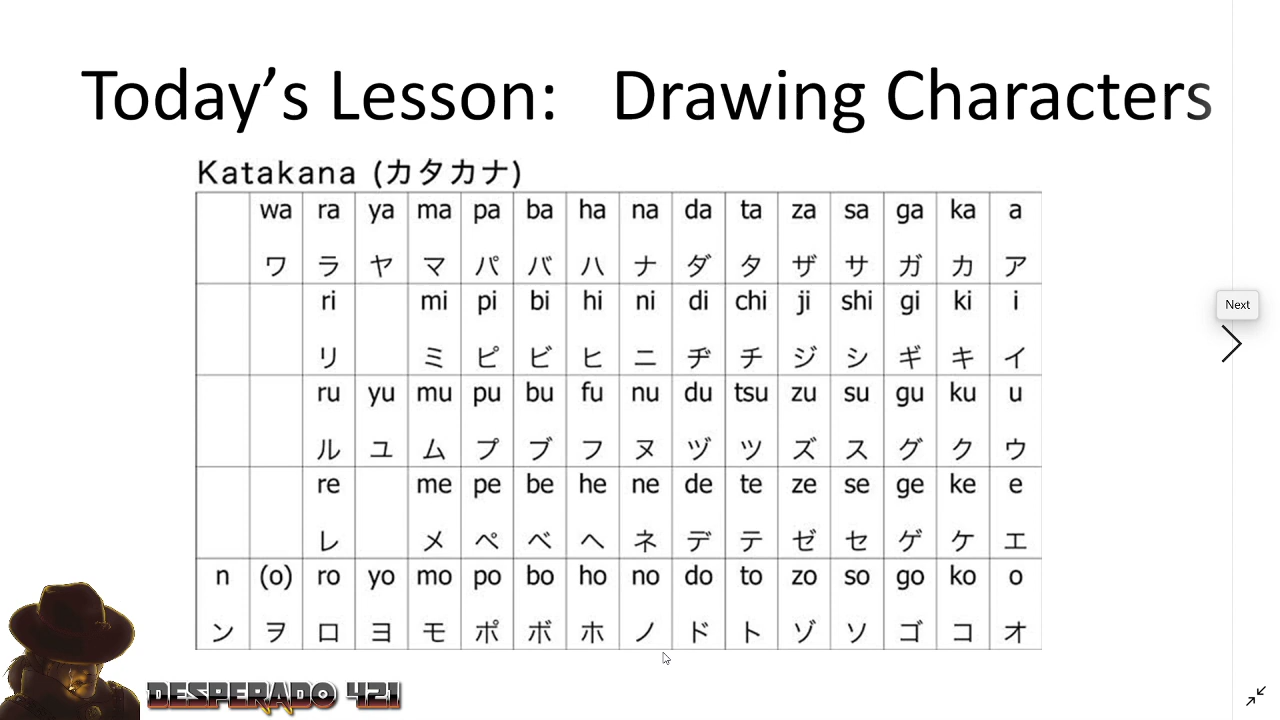 Today’s Lesson: Drawing Characters
Katakana (カタカナ)
wa ra ya ma pa ba ha na da ta za sa ga ka a
ワ ラ ヤ マ パ バ ハ ナ ダ タ ザ サ ガ カ ア
ri mi pi bi hi ni di chi ji shi gi ki i
リ ミ ピ ビ ヒ ニ ヂ チ ジ シ ギ キ イ
ru yu mu pu bu fu nu du tsu zu su gu ku u
ル ユ ム プ ブ フ ヌ ヅ ツ ズ ス グ ク ウ
re me pe be he ne de te ze se ge ke e
レ メ ペ ベ ヘ ネ デ テ ゼ セ ゲ ケ エ
n (o) ro yo mo po bo ho no do to zo so go ko o
ン ヲ ロ ヨ モ ポ ボ ホ ノ ド ト ゾ ソ ゴ コ オ
Next
DESPERADO 421